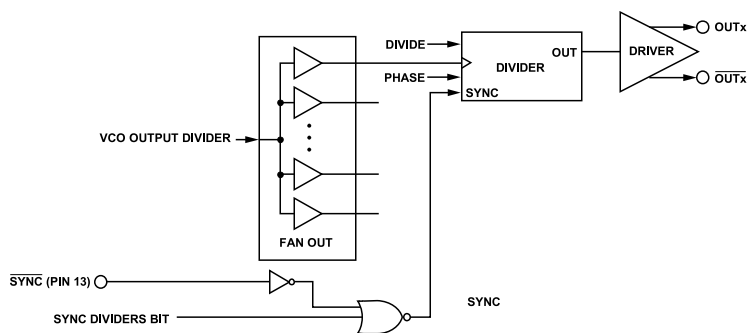 OUTx
DIVIDE
OUT
DIVIDER
DRIVER
PHASE
OUTx
SYNC
VCO OUTPUT DIVIDER
FAN OUT
SYNC (PIN 13)
SYNC
SYNC DIVIDERS BIT